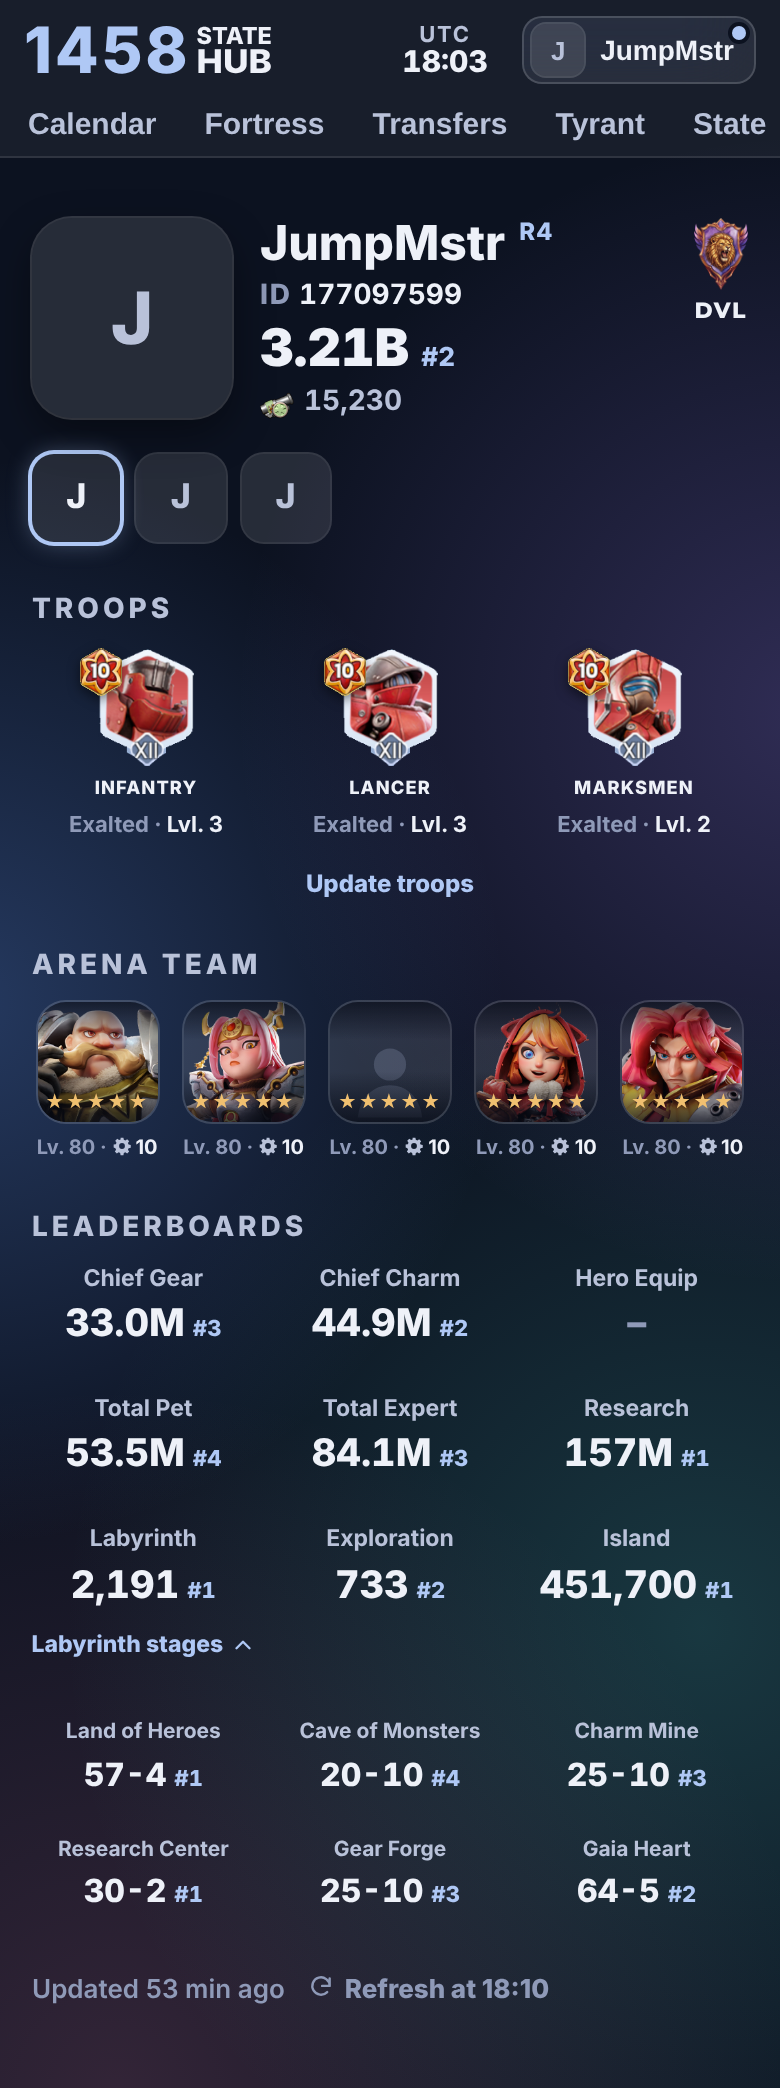 1458 STATE HUB
UTC
18:03
J JumpMstr
Calendar Fortress Transfers Tyrant State
J
JumpMstr R4
ID 177097599
3.21B #2
15,230
DVL
J J J
TROOPS
10 10 10
XII XII XII
INFANTRY LANCER MARKSMEN
Exalted · Lvl. 3 Exalted · Lvl. 3 Exalted · Lvl. 2
Update troops
ARENA TEAM
Lv. 80 · 10 Lv. 80 · 10 Lv. 80 · 10 Lv. 80 · 10 Lv. 80 · 10
LEADERBOARDS
Chief Gear Chief Charm Hero Equip
33.0M #3 44.9M #2 –
Total Pet Total Expert Research
53.5M #4 84.1M #3 157M #1
Labyrinth Exploration Island
2,191 #1 733 #2 451,700 #1
Labyrinth stages
Land of Heroes Cave of Monsters Charm Mine
57-4 #1 20-10 #4 25-10 #3
Research Center Gear Forge Gaia Heart
30-2 #1 25-10 #3 64-5 #2
Updated 53 min ago Refresh at 18:10